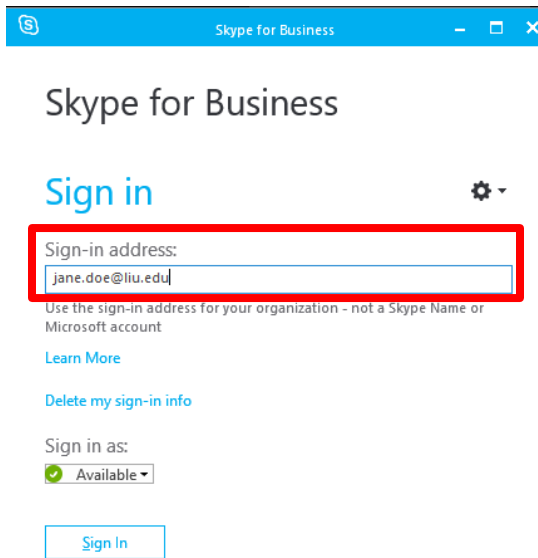 Skype for Business
Skype for Business
Sign in
Sign-in address:
jane.doe@liu.edu
Use the sign-in address for your organization - not a Skype Name or
Microsoft account
Learn More
Delete my sign-in info
Sign in as:
Available
Sign In